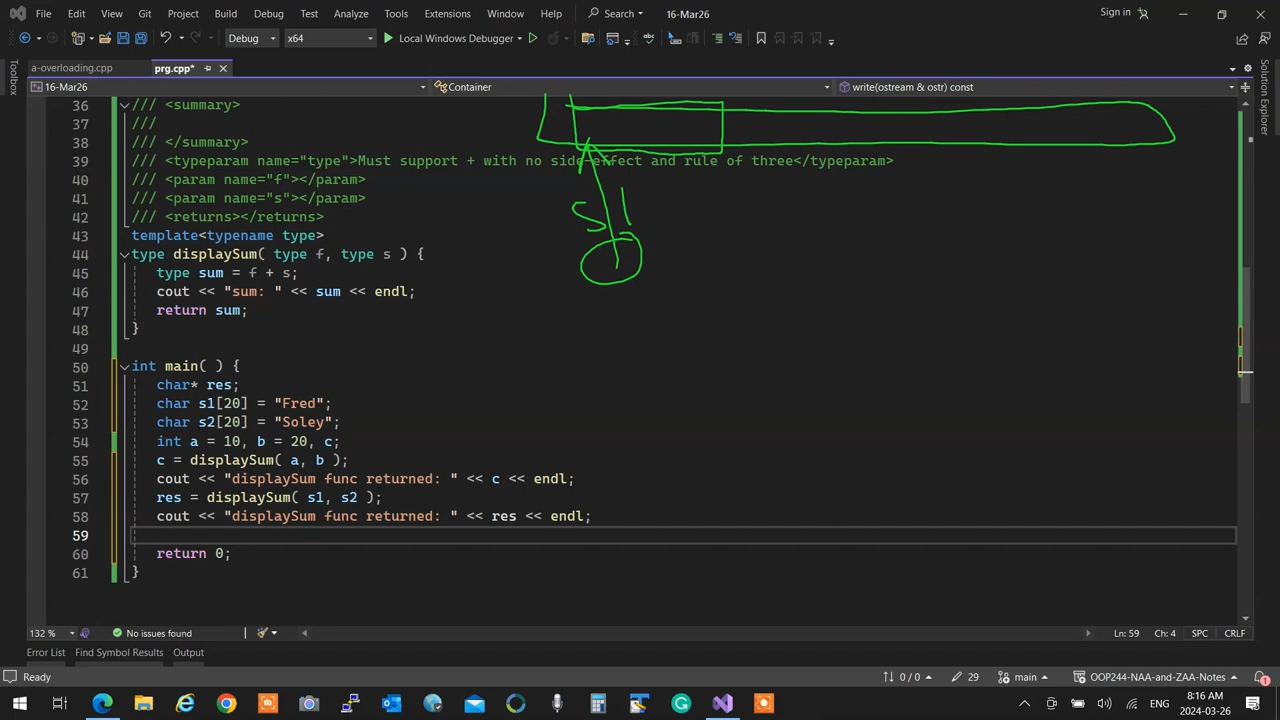 File Edit View Git Project Build Debug Test Analyze Tools Extensions Window Help Search 16-Mar26 Sign in
Debug x64 Local Windows Debugger
a-overloading.cpp prg.cpp*
16-Mar26 Container write(ostream & ostr) const
Toolbox
Solution Explorer
36 /// <summary>
37 ///
38 /// </summary>
39 /// <typeparam name="type">Must support + with no side-effect and rule of three</typeparam>
40 /// <param name="f"></param>
41 /// <param name="s"></param>
42 /// <returns></returns>
43 template<typename type>
44 type displaySum( type f, type s ) {
45 type sum = f + s;
46 cout << "sum: " << sum << endl;
47 return sum;
48 }
49
50 int main( ) {
51 char* res;
52 char s1[20] = "Fred";
53 char s2[20] = "Soley";
54 int a = 10, b = 20, c;
55 c = displaySum( a, b );
56 cout << "displaySum func returned: " << c << endl;
57 res = displaySum( s1, s2 );
58 cout << "displaySum func returned: " << res << endl;
59
60 return 0;
61 }
132 % No issues found Ln: 59 Ch: 4 SPC CRLF
Error List Find Symbol Results Output
Ready 0 / 0 29 main OOP244-NAA-and-ZAA-Notes 1
ENG 8:16 AM
2024-03-26